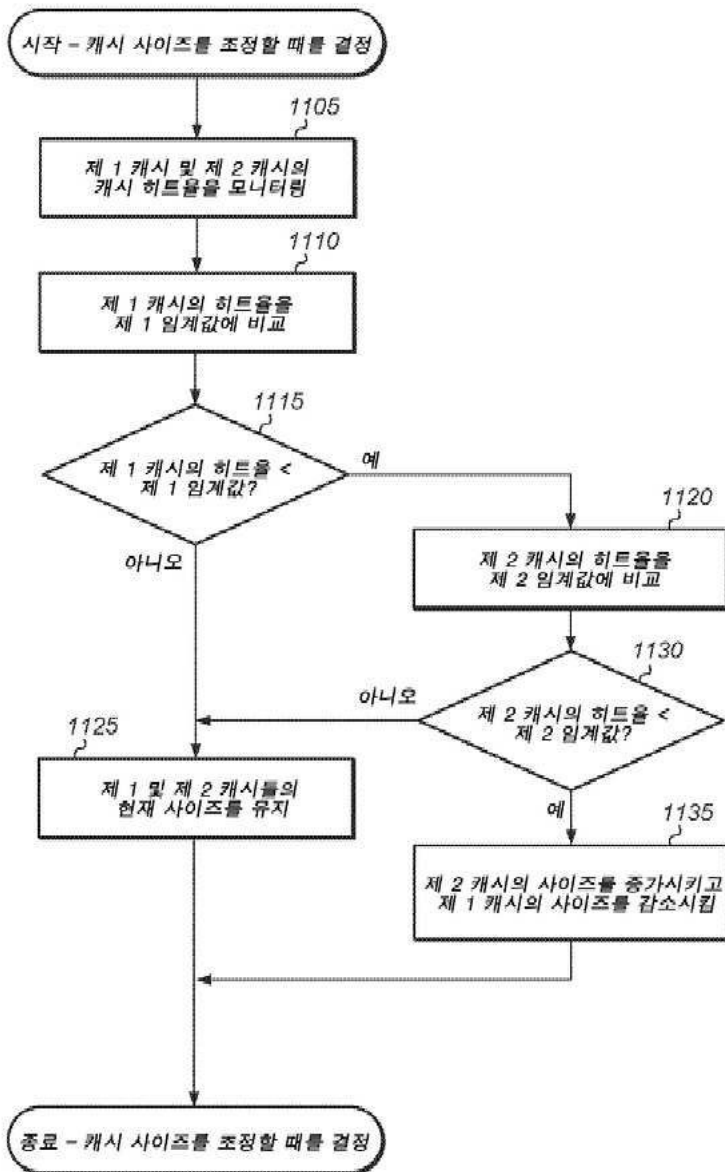 시작 – 캐시 사이즈를 조정할 때를 결정
1105
제 1 캐시 및 제 2 캐시의
캐시 히트율을 모니터링
1110
제 1 캐시의 히트율을
제 1 임계값에 비교
1115
제 1 캐시의 히트율 <
제 1 임계값?
예
아니오
1120
제 2 캐시의 히트율을
제 2 임계값에 비교
1130
제 2 캐시의 히트율 <
제 2 임계값?
아니오
예
1125
제 1 및 제 2 캐시들의
현재 사이즈를 유지
1135
제 2 캐시의 사이즈를 증가시키고
제 1 캐시의 사이즈를 감소시킴
종료 – 캐시 사이즈를 조정할 때를 결정